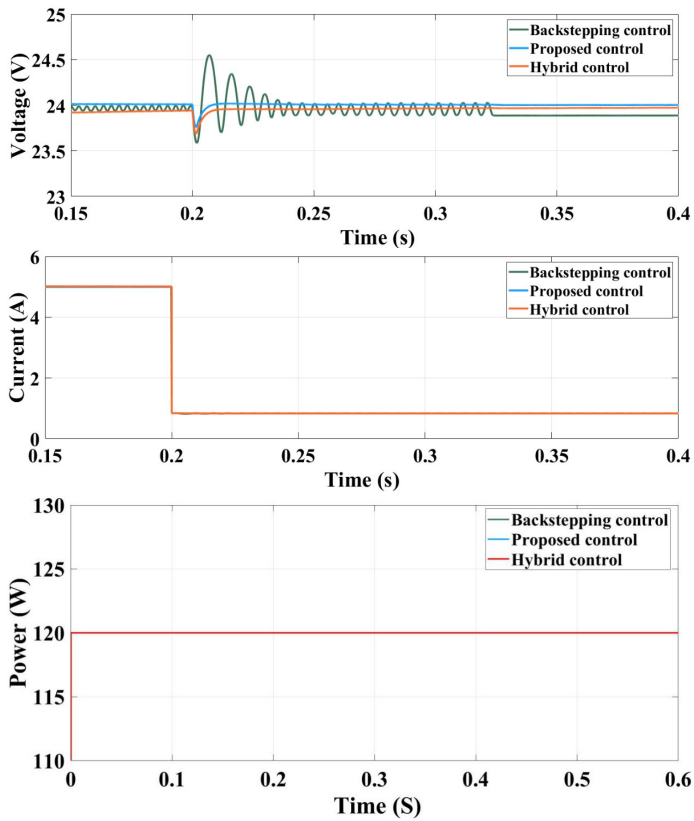 25
24.5
24
23.5
23
Voltage (V)
Backstepping control
Proposed control
Hybrid control
0.15
0.2
0.25
0.3
0.35
0.4
Time (s)
6
4
2
0
Current (A)
Backstepping control
Proposed control
Hybrid control
0.15
0.2
0.25
0.3
0.35
0.4
Time (s)
130
125
120
115
110
Power (W)
Backstepping control
Proposed control
Hybrid control
0
0.1
0.2
0.3
0.4
0.5
0.6
Time (S)